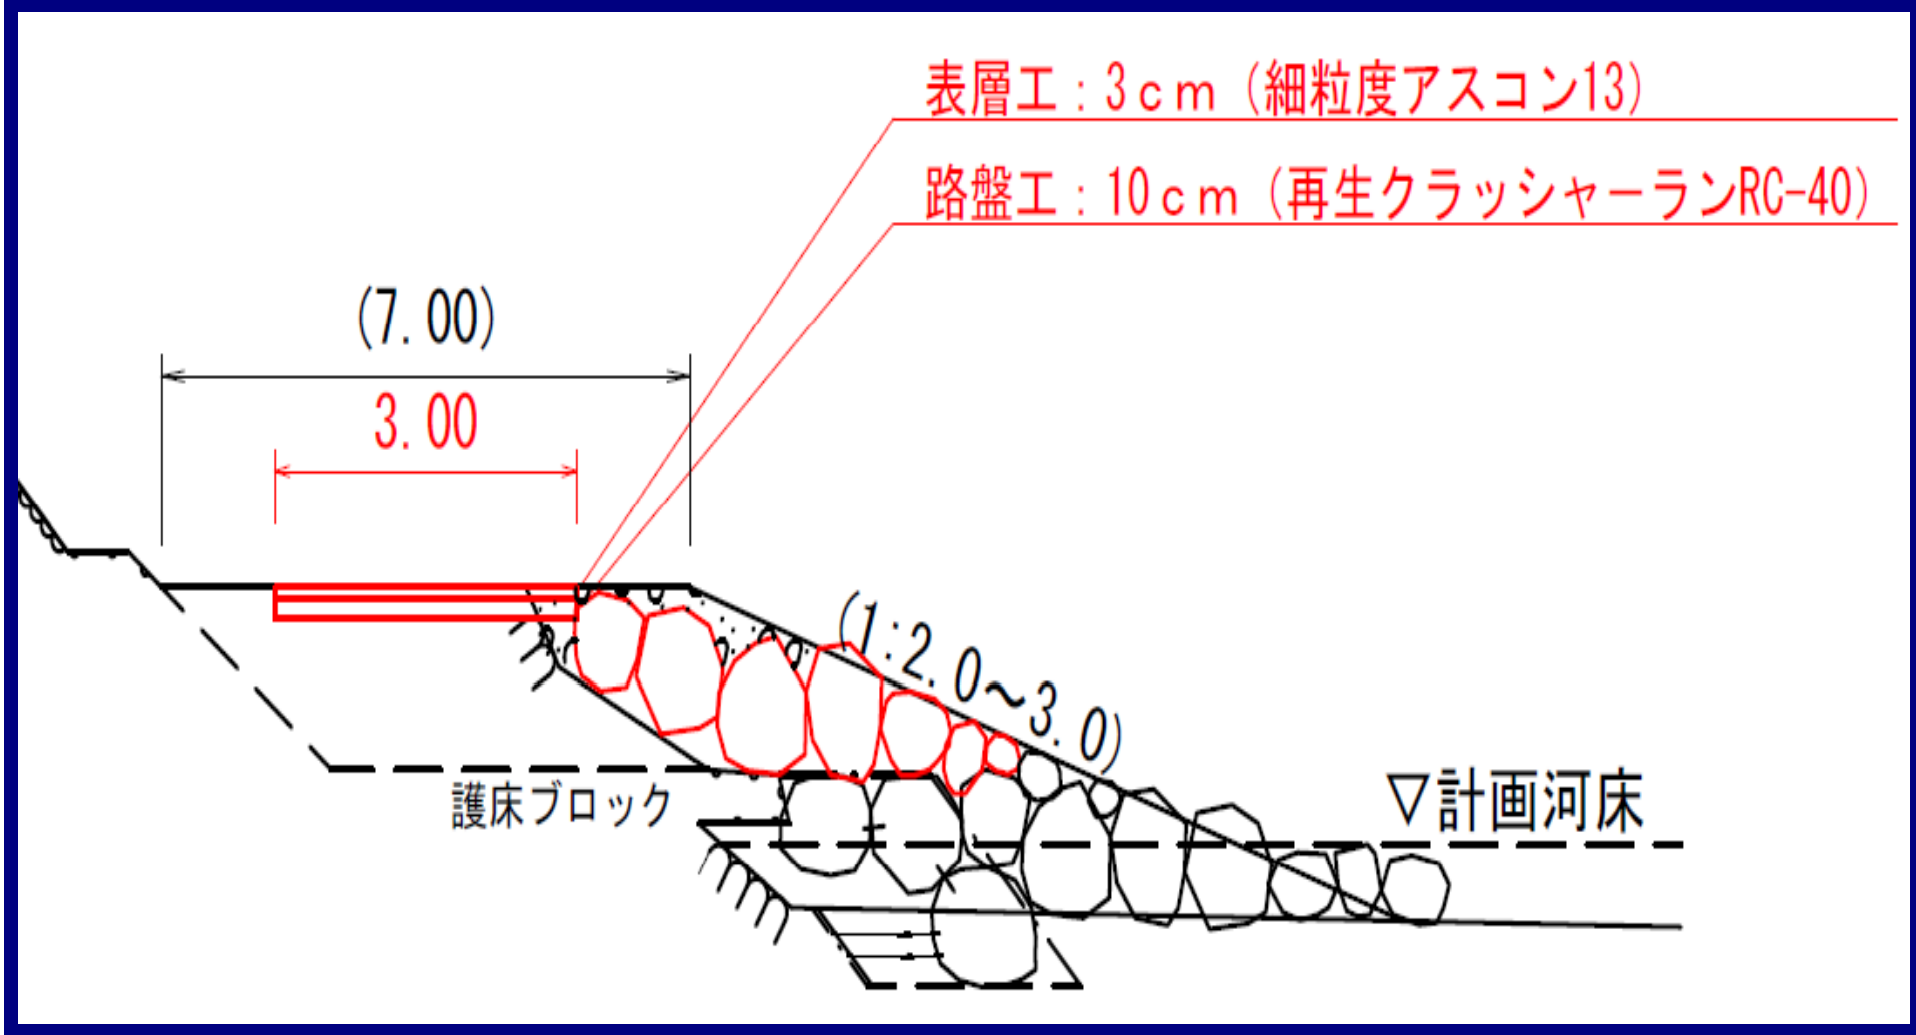 表層工：3ｃｍ（細粒度アスコン13）
路盤工：10ｃｍ（再生クラッシャーランRC-40）
(7.00)
3.00
(1:2.0～3.0)
護床ブロック
▽計画河床